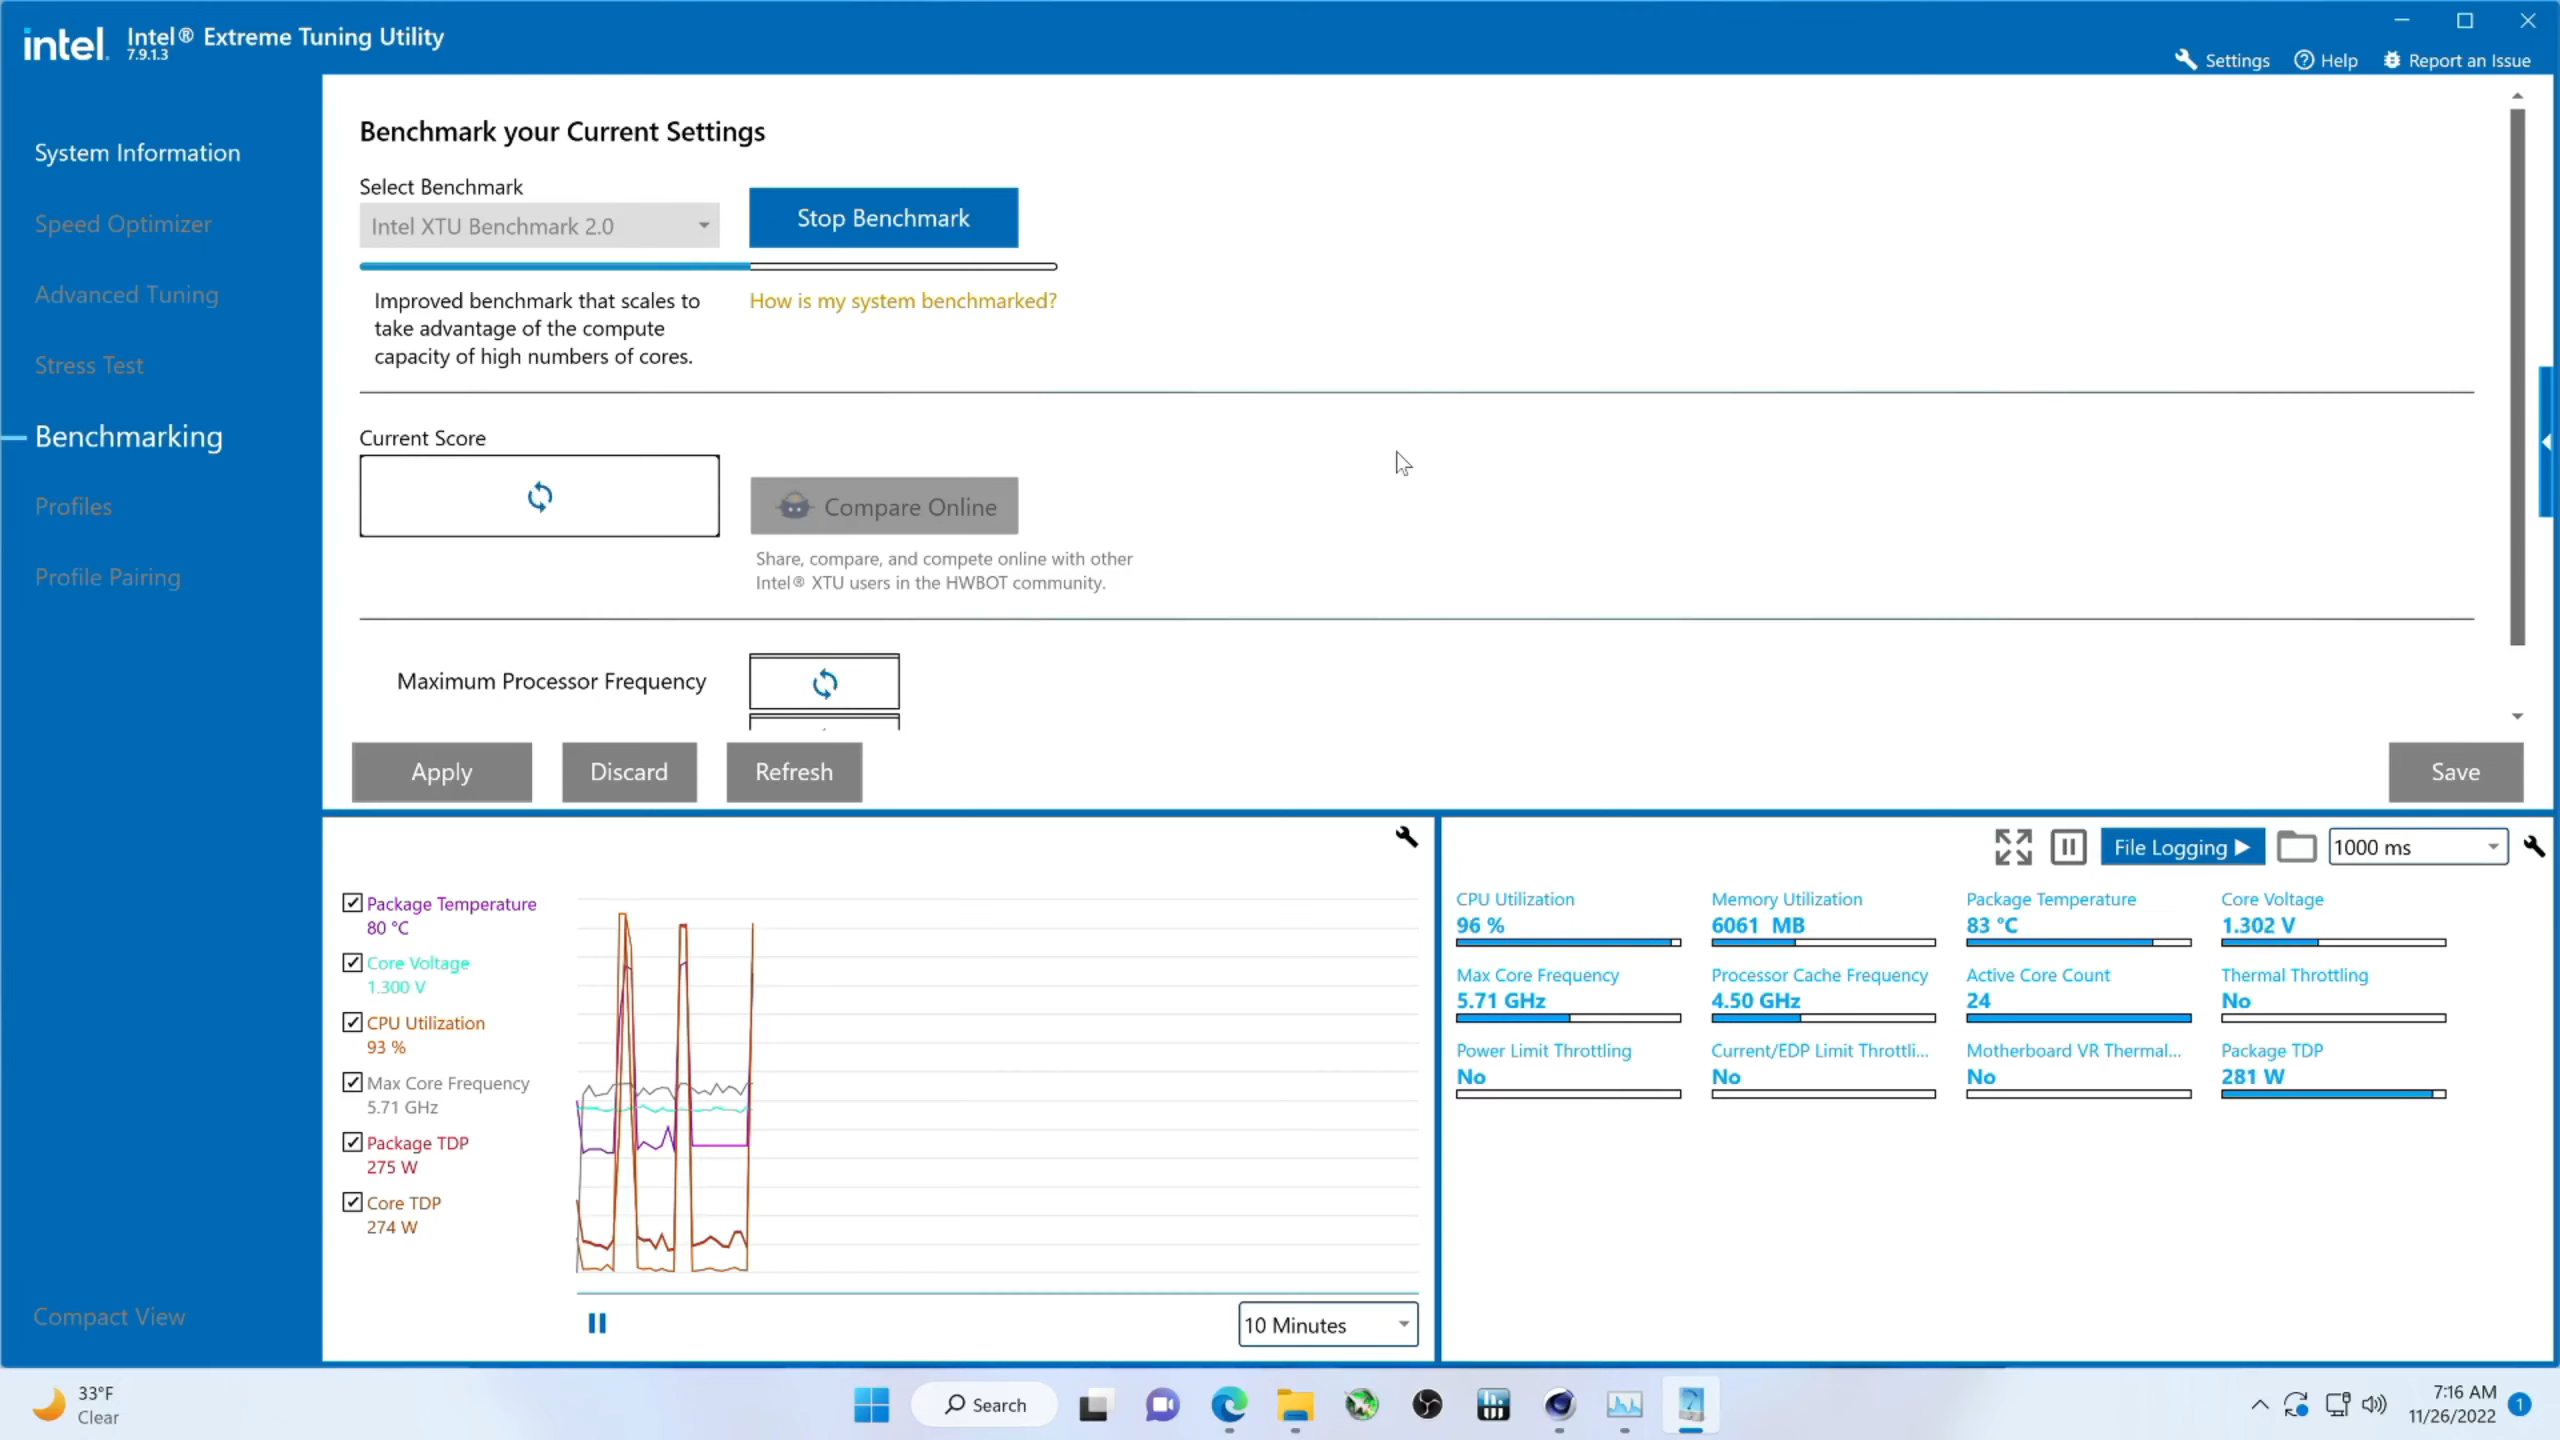 intel.
Intel® Extreme Tuning Utility
7.9.1.3
Settings
Help
Report an Issue
System Information
Speed Optimizer
Advanced Tuning
Stress Test
Benchmarking
Profiles
Profile Pairing
Compact View
Benchmark your Current Settings
Select Benchmark
Intel XTU Benchmark 2.0
Stop Benchmark
Improved benchmark that scales to
take advantage of the compute
capacity of high numbers of cores.
How is my system benchmarked?
Current Score
Compare Online
Share, compare, and compete online with other
Intel® XTU users in the HWBOT community.
Maximum Processor Frequency
Apply
Discard
Refresh
Save
Package Temperature
80 °C
Core Voltage
1.300 V
CPU Utilization
93 %
Max Core Frequency
5.71 GHz
Package TDP
275 W
Core TDP
274 W
10 Minutes
File Logging
1000 ms
CPU Utilization
96 %
Memory Utilization
6061 MB
Package Temperature
83 °C
Core Voltage
1.302 V
Max Core Frequency
5.71 GHz
Processor Cache Frequency
4.50 GHz
Active Core Count
24
Thermal Throttling
No
Power Limit Throttling
No
Current/EDP Limit Throttli...
No
Motherboard VR Thermal...
No
Package TDP
281 W
33°F
Clear
Search
7:16 AM
11/26/2022
1